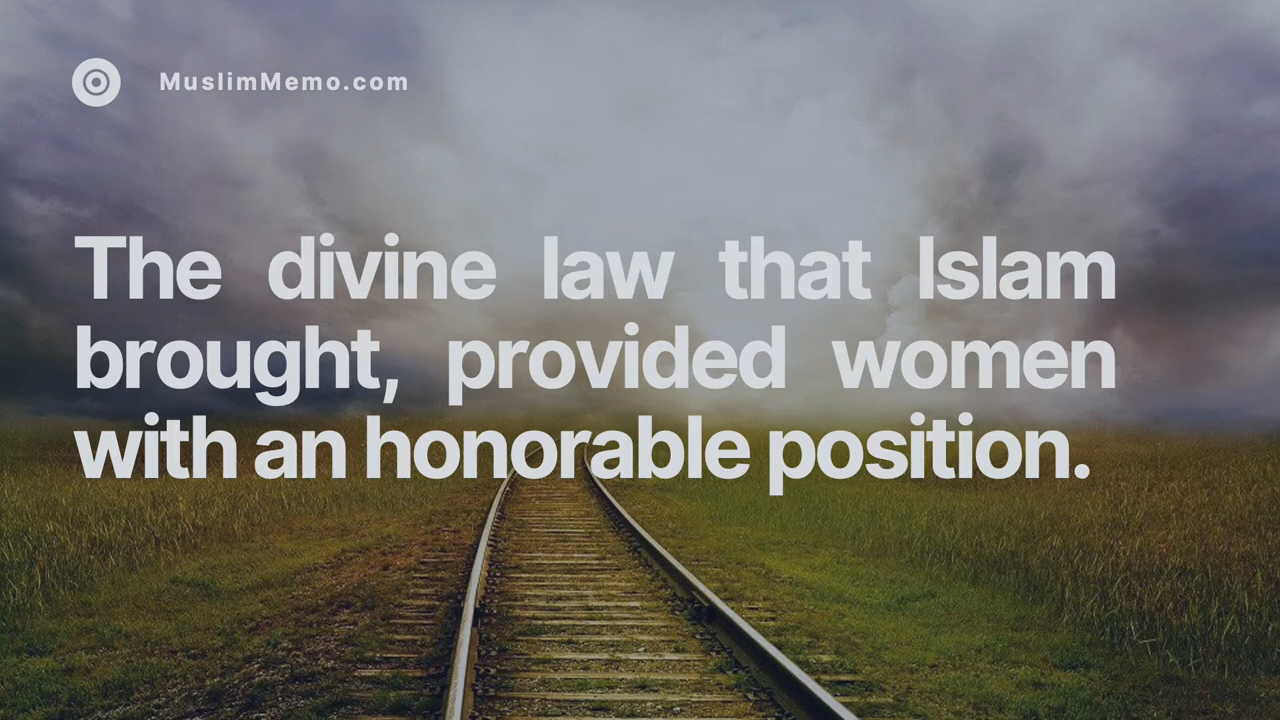 MuslimMemo.com
The divine law that Islam
brought, provided women
with an honorable position.